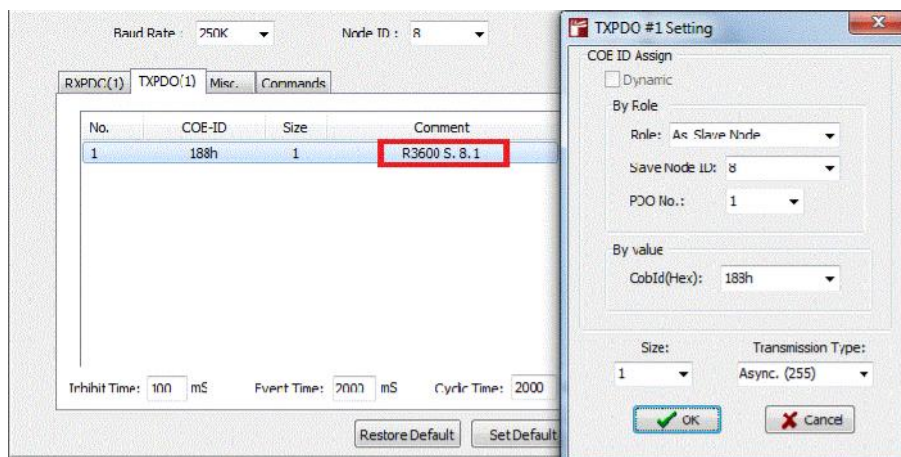 Baud Rate : 250K Node ID : 8
RXPDC(1) TXPDO(1) Misc. Commands
No. COE-ID Size Comment
1 188h 1 R3600 S. 8. 1
Inhibit Time: 100 mS Event Time: 2000 mS Cyclic Time: 2000
Restore Default Set Default
TXPDO #1 Setting
COE ID Assign
Dynamic
By Role
Role: As Slave Node
Save Node ID: 8
PDO No.: 1
By value
CobId(Hex): 188h
Size: Transmission Type:
1 Async. (255)
OK Cancel